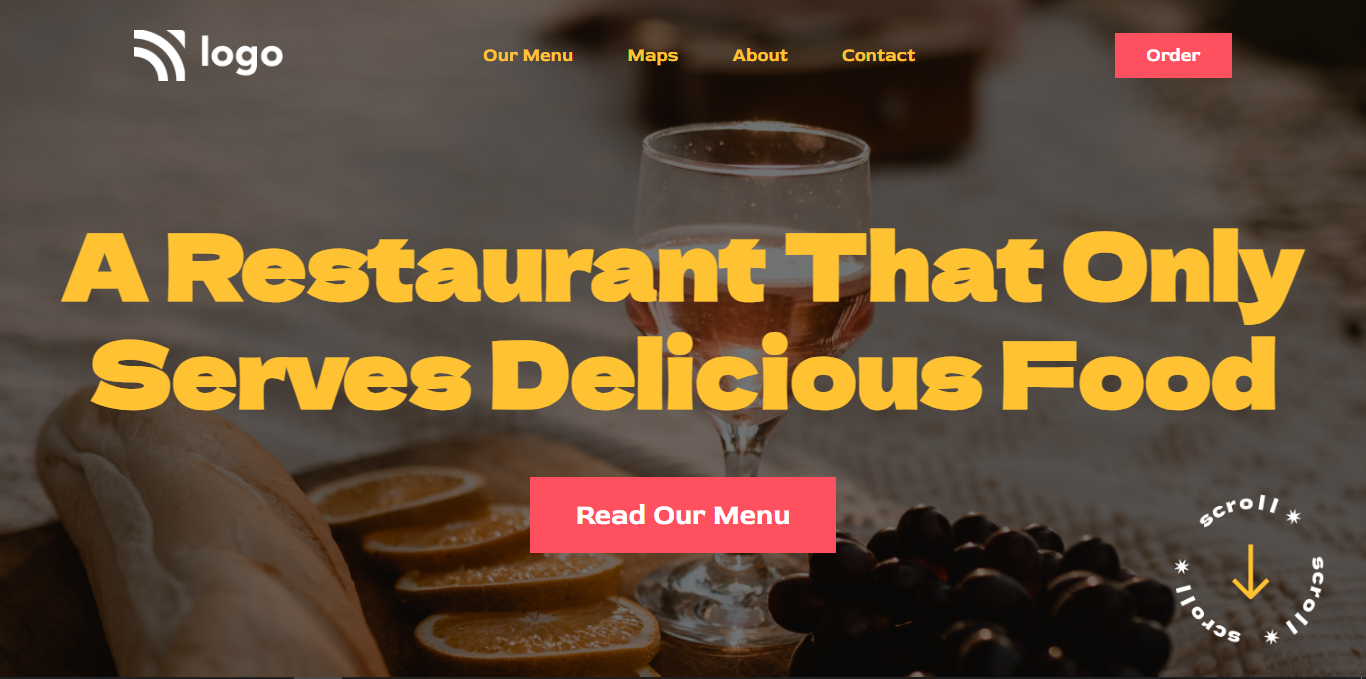 logo
Our Menu
Maps
About
Contact
Order
A Restaurant That Only
Serves Delicious Food
Read Our Menu
scroll
scroll
scroll